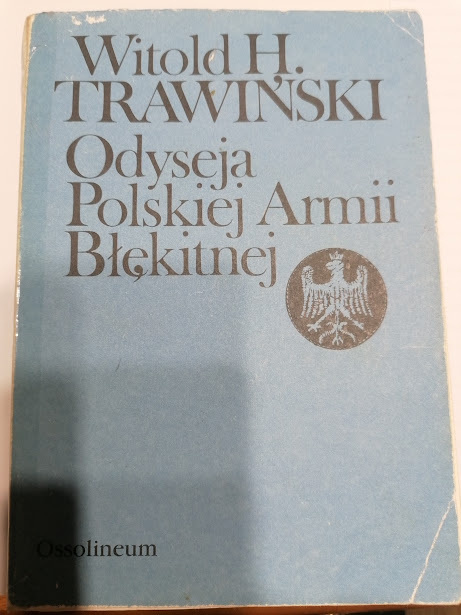 Witold H.
TRAWIŃSKI
Odyseja
Polskiej Armii
Błękitnej
Ossolineum